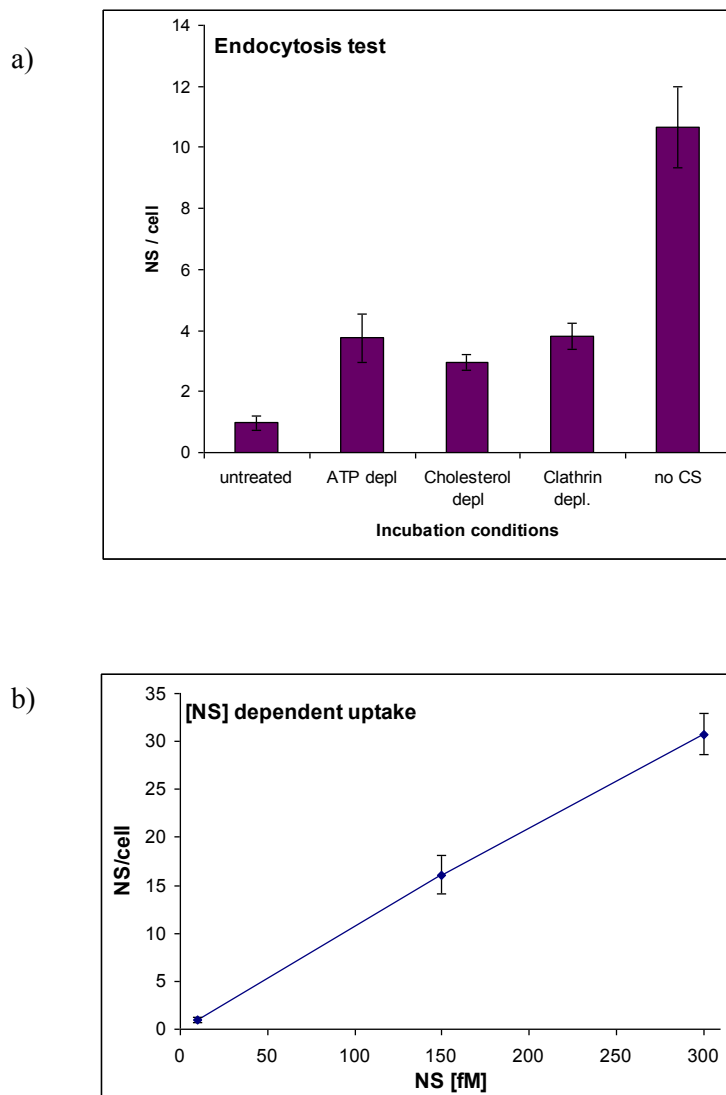 a)
Endocytosis test
NS / cell
14
12
10
8
6
4
2
0
untreated
ATP depl
Cholesterol
depl
Clathrin
depl.
no CS
Incubation conditions
b)
[NS] dependent uptake
NS/cell
35
30
25
20
15
10
5
0
0 50 100 150 200 250 300
NS [fM]